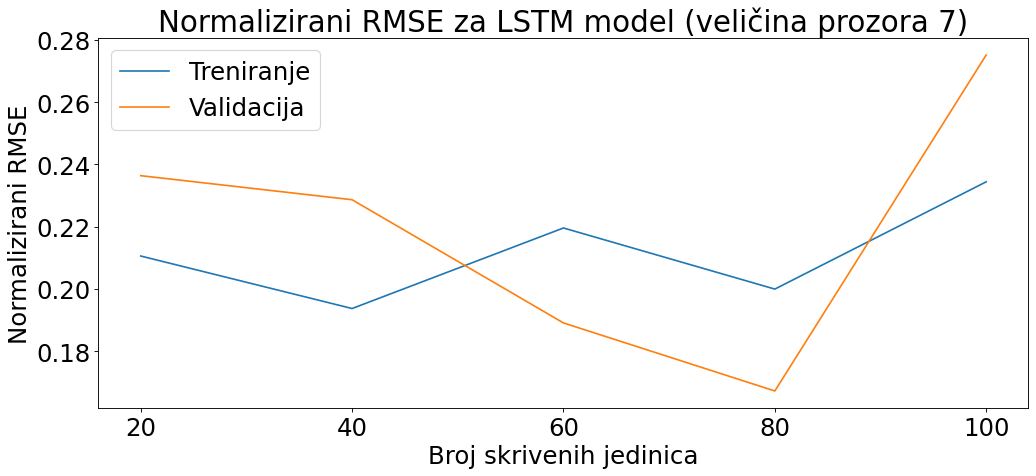 Normalizirani RMSE za LSTM model (veličina prozora 7)
Treniranje
Validacija
Normalizirani RMSE
0.28
0.26
0.24
0.22
0.20
0.18
20 40 60 80 100
Broj skrivenih jedinica